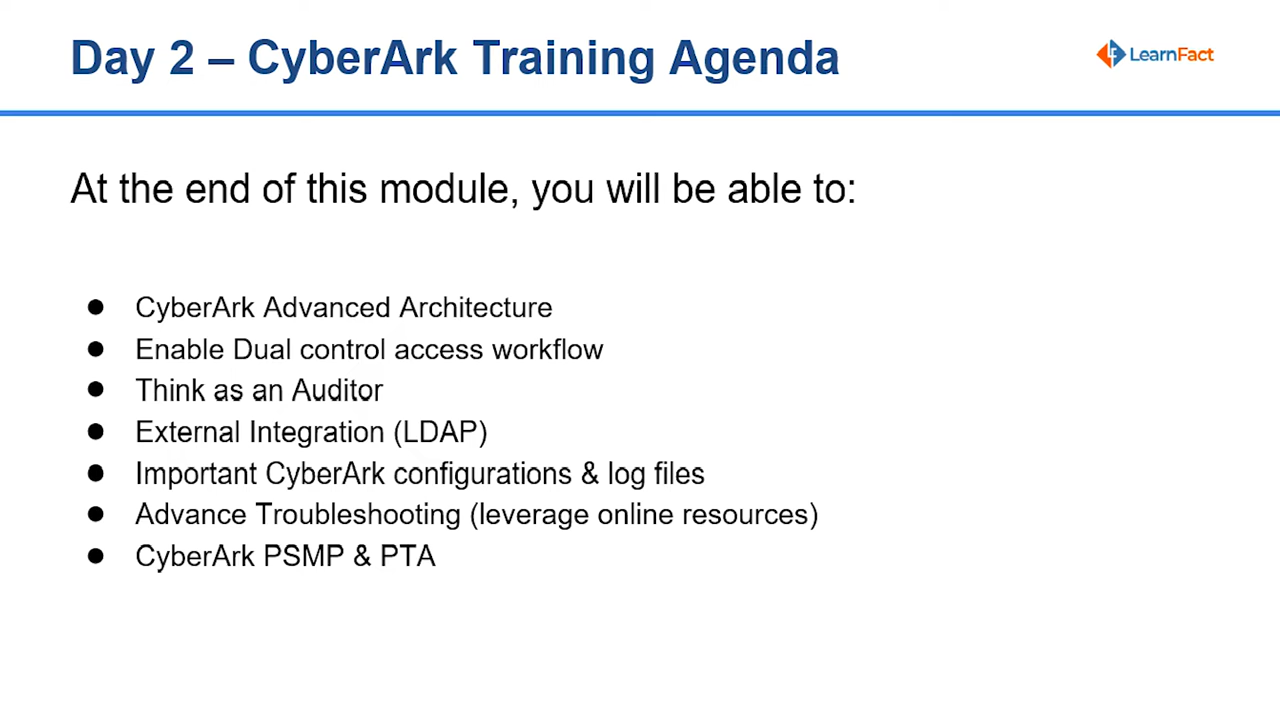 Day 2 – CyberArk Training Agenda
LearnFact
At the end of this module, you will be able to:
● CyberArk Advanced Architecture
● Enable Dual control access workflow
● Think as an Auditor
● External Integration (LDAP)
● Important CyberArk configurations & log files
● Advance Troubleshooting (leverage online resources)
● CyberArk PSMP & PTA